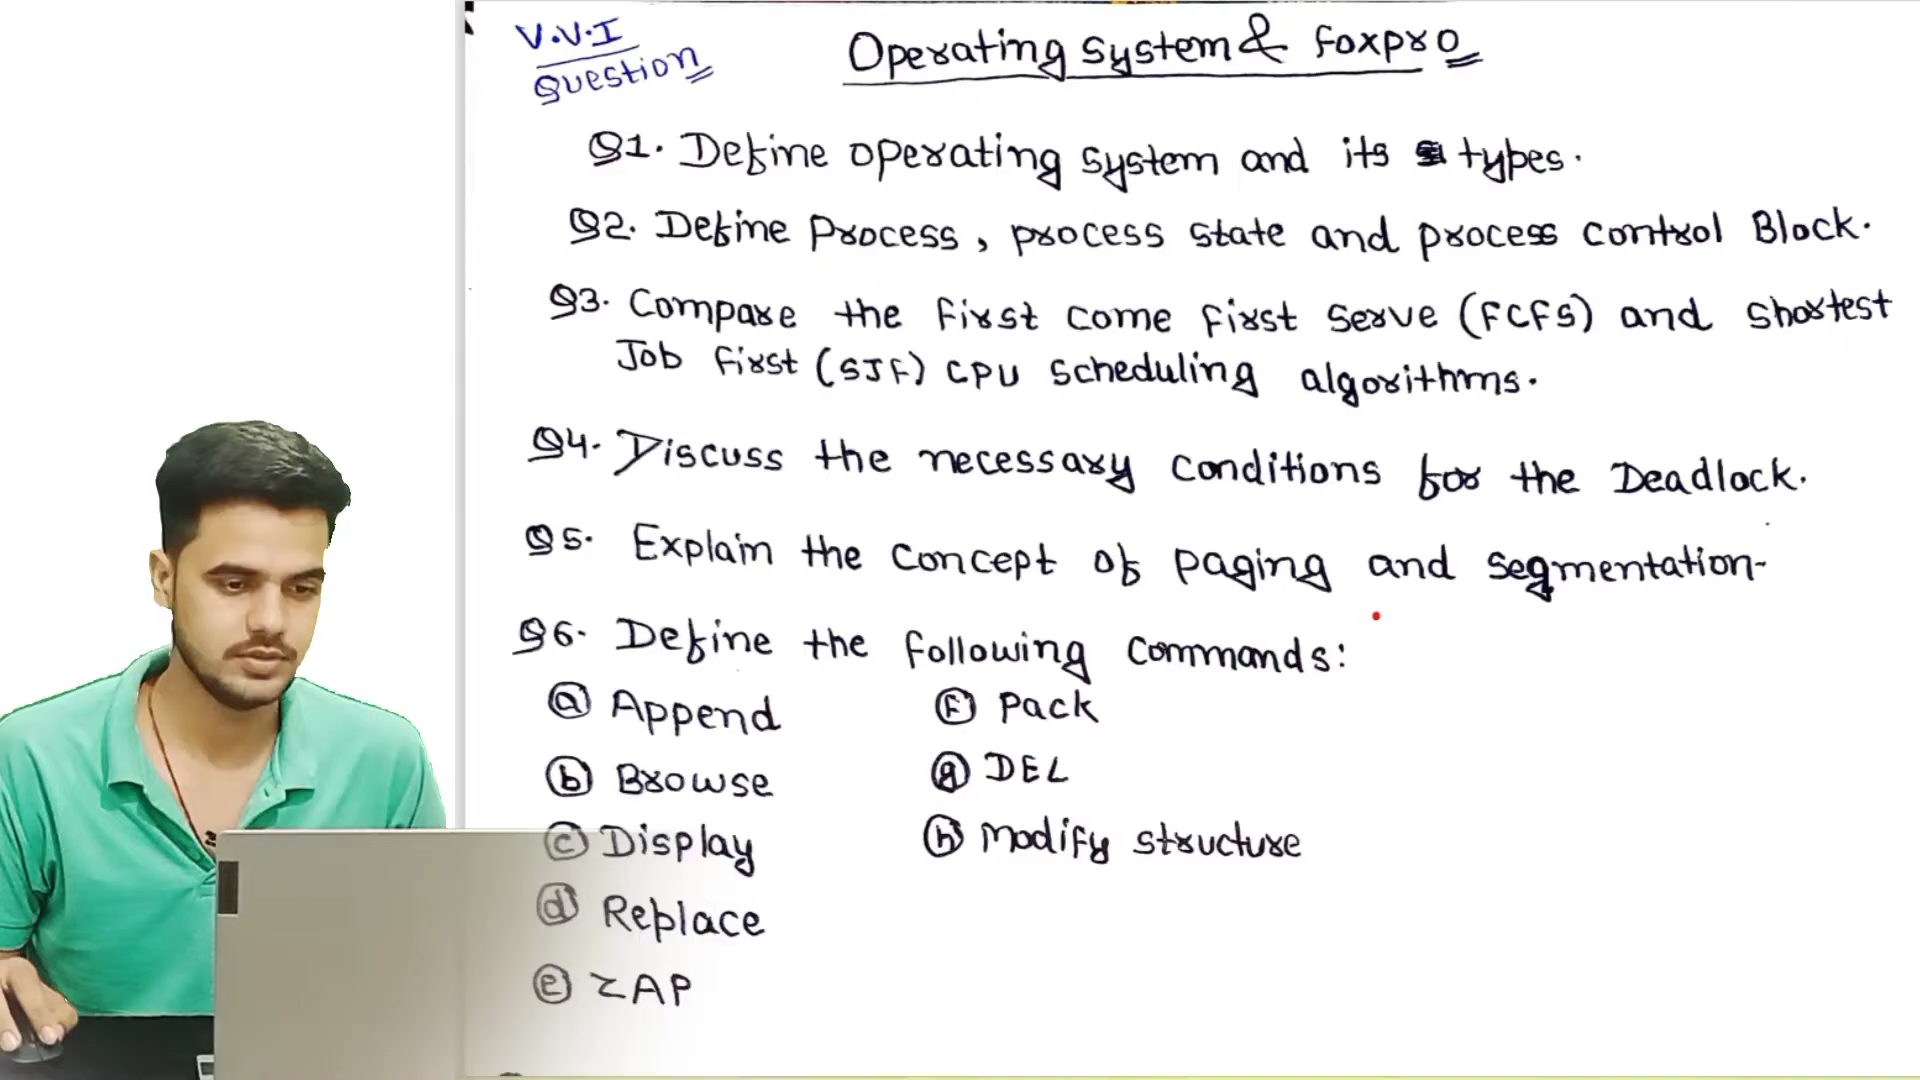 V.V.I
Question
Operating System & Foxpro
Q1. Define operating system and its types.
Q2. Define Process, process state and process control Block.
Q3. Compare the first come first serve (FCFS) and shortest
Job first (SJF) CPU scheduling algorithms.
Q4. Discuss the necessary conditions for the Deadlock.
Q5. Explain the concept of paging and segmentation-
Q6. Define the following commands:
(a) Append
(b) Browse
(c) Display
(d) Replace
(e) ZAP
(F) Pack
(g) DEL
(h) Modify structure